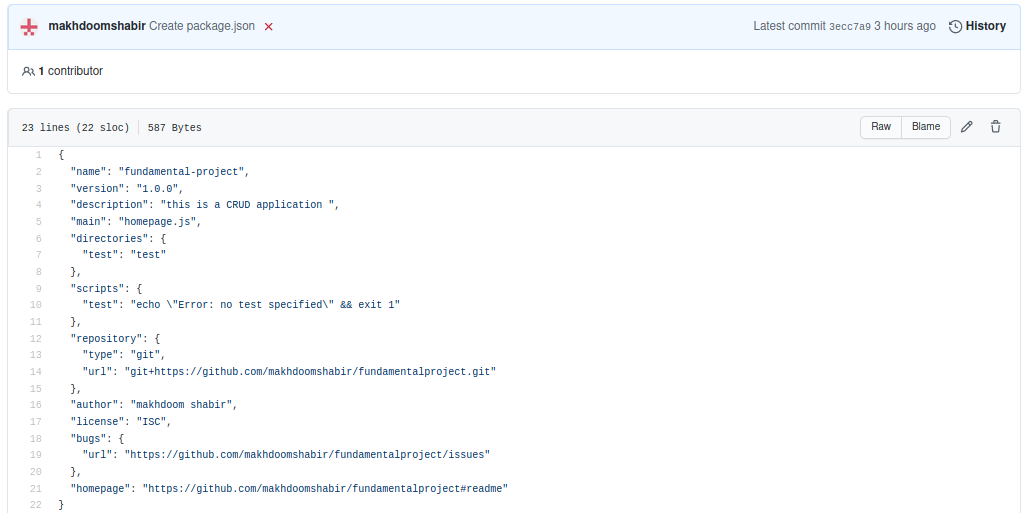 makhdoomshabir Create package.json Latest commit 3ecc7a9 3 hours ago History
1 contributor
23 lines (22 sloc) 587 Bytes Raw Blame
1 {
2   "name": "fundamental-project",
3   "version": "1.0.0",
4   "description": "this is a CRUD application ",
5   "main": "homepage.js",
6   "directories": {
7     "test": "test"
8   },
9   "scripts": {
10     "test": "echo \"Error: no test specified\" && exit 1"
11   },
12   "repository": {
13     "type": "git",
14     "url": "git+https://github.com/makhdoomshabir/fundamentalproject.git"
15   },
16   "author": "makhdoom shabir",
17   "license": "ISC",
18   "bugs": {
19     "url": "https://github.com/makhdoomshabir/fundamentalproject/issues"
20   },
21   "homepage": "https://github.com/makhdoomshabir/fundamentalproject#readme"
22 }